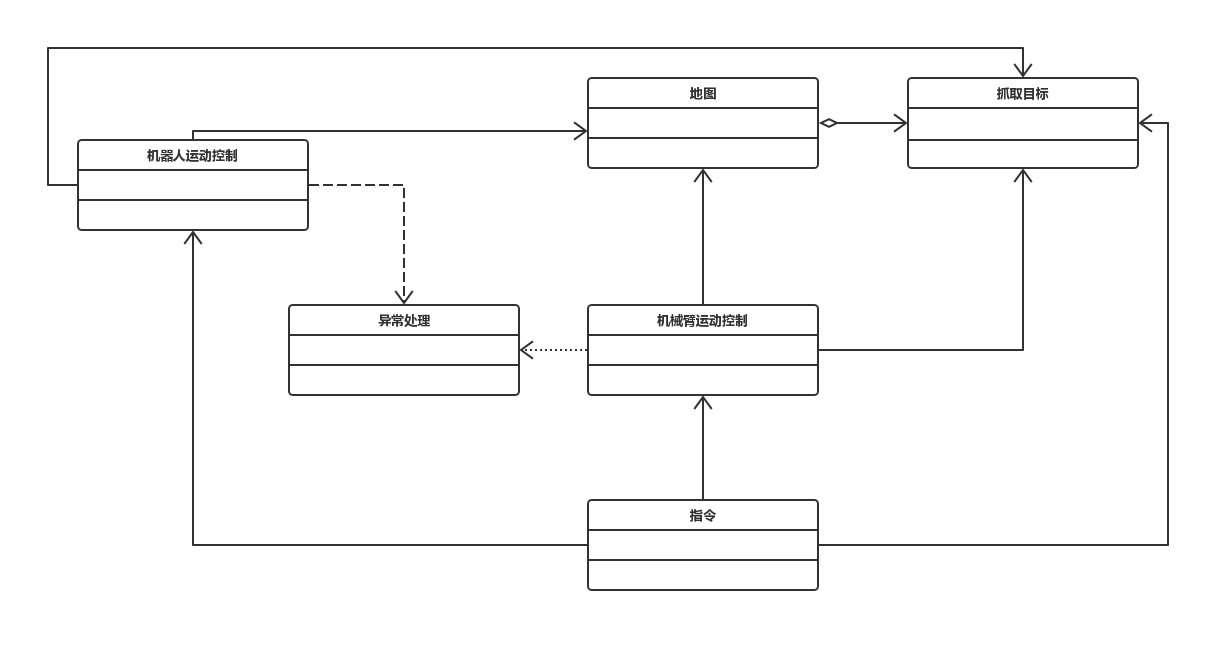 地图
抓取目标
机器人运动控制
异常处理
机械臂运动控制
指令